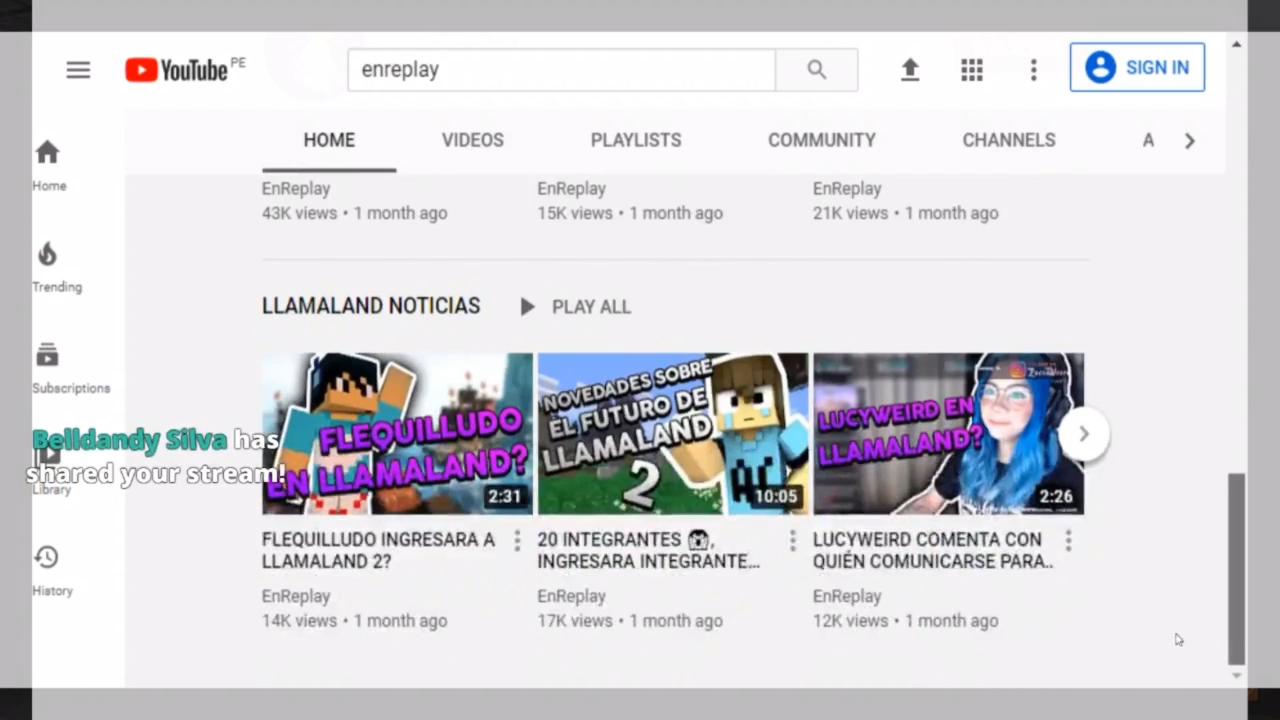 YouTube PE
enreplay
SIGN IN
HOME VIDEOS PLAYLISTS COMMUNITY CHANNELS A
Home
Trending
Subscriptions
Library
History
EnReplay
43K views • 1 month ago
EnReplay
15K views • 1 month ago
EnReplay
21K views • 1 month ago
LLAMALAND NOTICIAS PLAY ALL
FLEQUILLUDO
EN LLAMALAND?
2:31
NOVEDADES SOBRE
EL FUTURO DE
LLAMALAND
2
10:05
LUCYWEIRD EN
LLAMALAND?
2:26
Belldandy Silva has
shared your stream!
FLEQUILLUDO INGRESARA A
LLAMALAND 2?
EnReplay
14K views • 1 month ago
20 INTEGRANTES 😱,
INGRESARA INTEGRANTE...
EnReplay
17K views • 1 month ago
LUCYWEIRD COMENTA CON
QUIÉN COMUNICARSE PARA..
EnReplay
12K views • 1 month ago